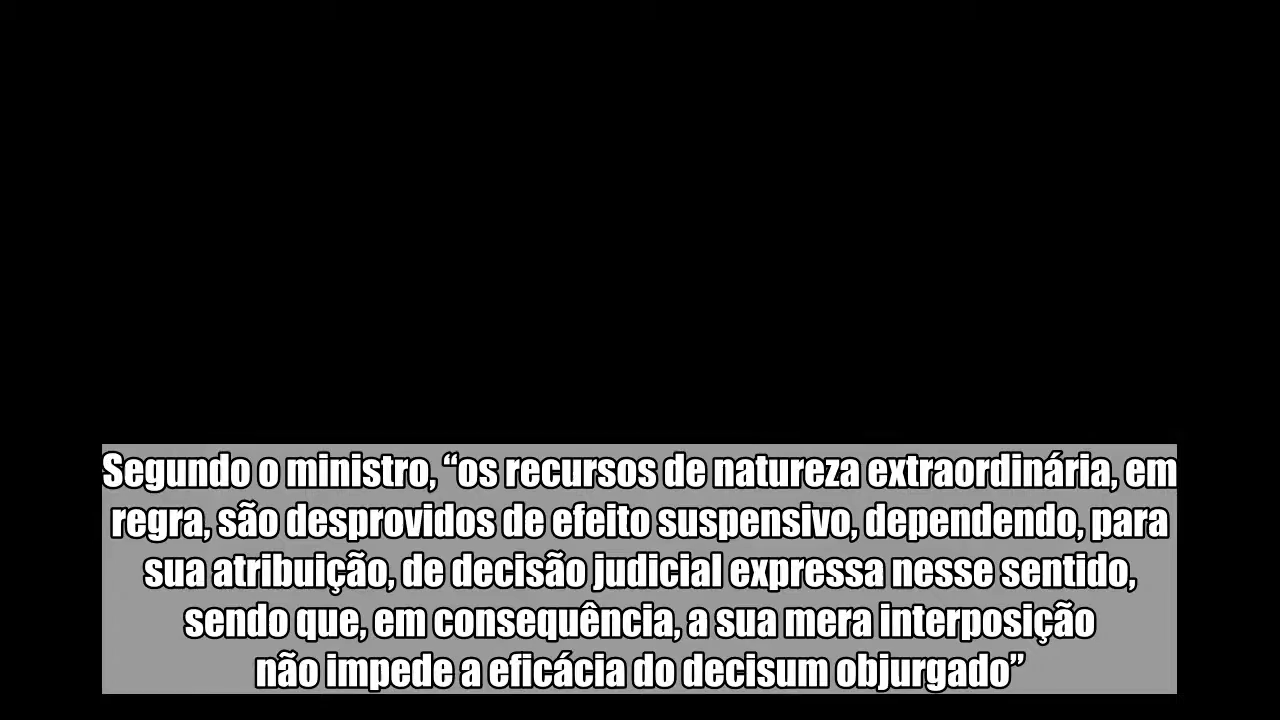 Segundo o ministro, “os recursos de natureza extraordinária, em
regra, são desprovidos de efeito suspensivo, dependendo, para
sua atribuição, de decisão judicial expressa nesse sentido,
sendo que, em consequência, a sua mera interposição
não impede a eficácia do decisum objurgado”